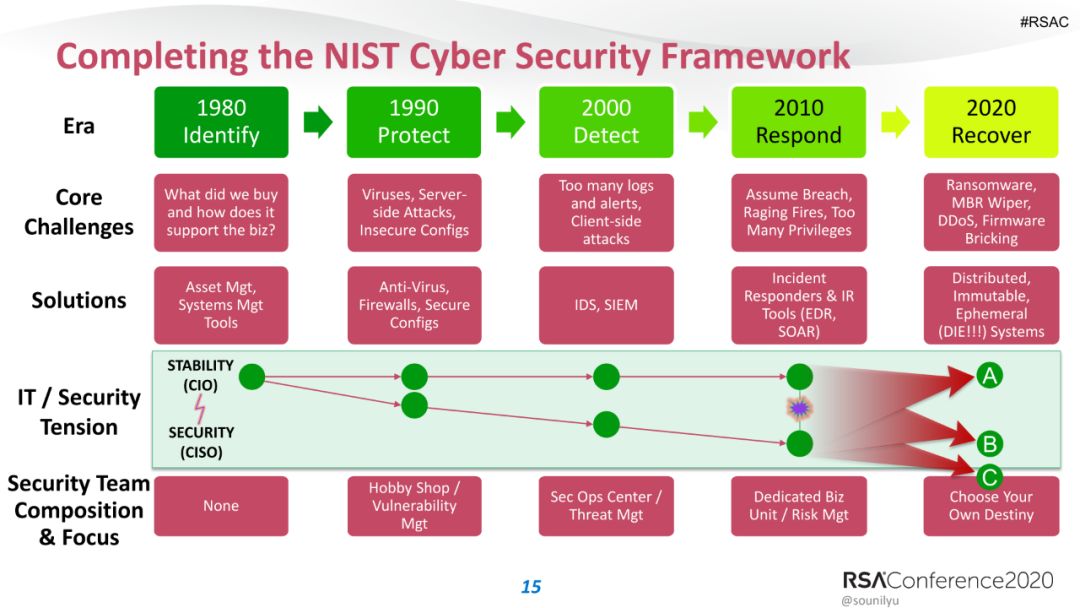 #RSAC
Completing the NIST Cyber Security Framework
Era
1980
Identify
1990
Protect
2000
Detect
2010
Respond
2020
Recover
Core
Challenges
What did we buy
and how does it
support the biz?
Viruses, Server-
side Attacks,
Insecure Configs
Too many logs
and alerts,
Client-side
attacks
Assume Breach,
Raging Fires, Too
Many Privileges
Ransomware,
MBR Wiper,
DDoS, Firmware
Bricking
Solutions
Asset Mgt,
Systems Mgt
Tools
Anti-Virus,
Firewalls, Secure
Configs
IDS, SIEM
Incident
Responders & IR
Tools (EDR,
SOAR)
Distributed,
Immutable,
Ephemeral
(DIE!!!) Systems
IT / Security
Tension
STABILITY
(CIO)
SECURITY
(CISO)
A
B
C
Security Team
Composition
& Focus
None
Hobby Shop /
Vulnerability
Mgt
Sec Ops Center /
Threat Mgt
Dedicated Biz
Unit / Risk Mgt
Choose Your
Own Destiny
15
RSA Conference2020
@sounilyu